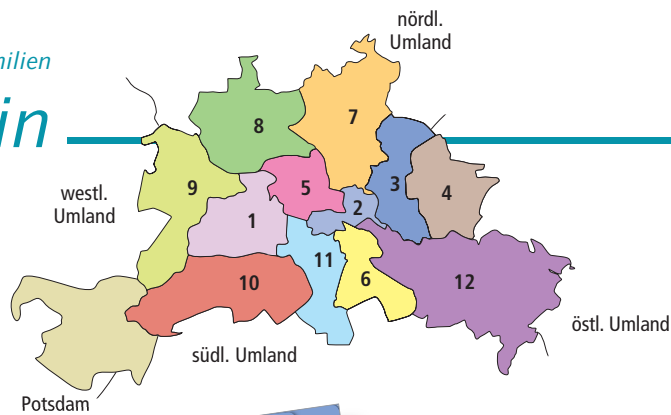 milien
in
nördl.
Umland
8
7
westl.
Umland
9
5
3
4
2
1
11
10
6
12
östl. Umland
südl. Umland
Potsdam